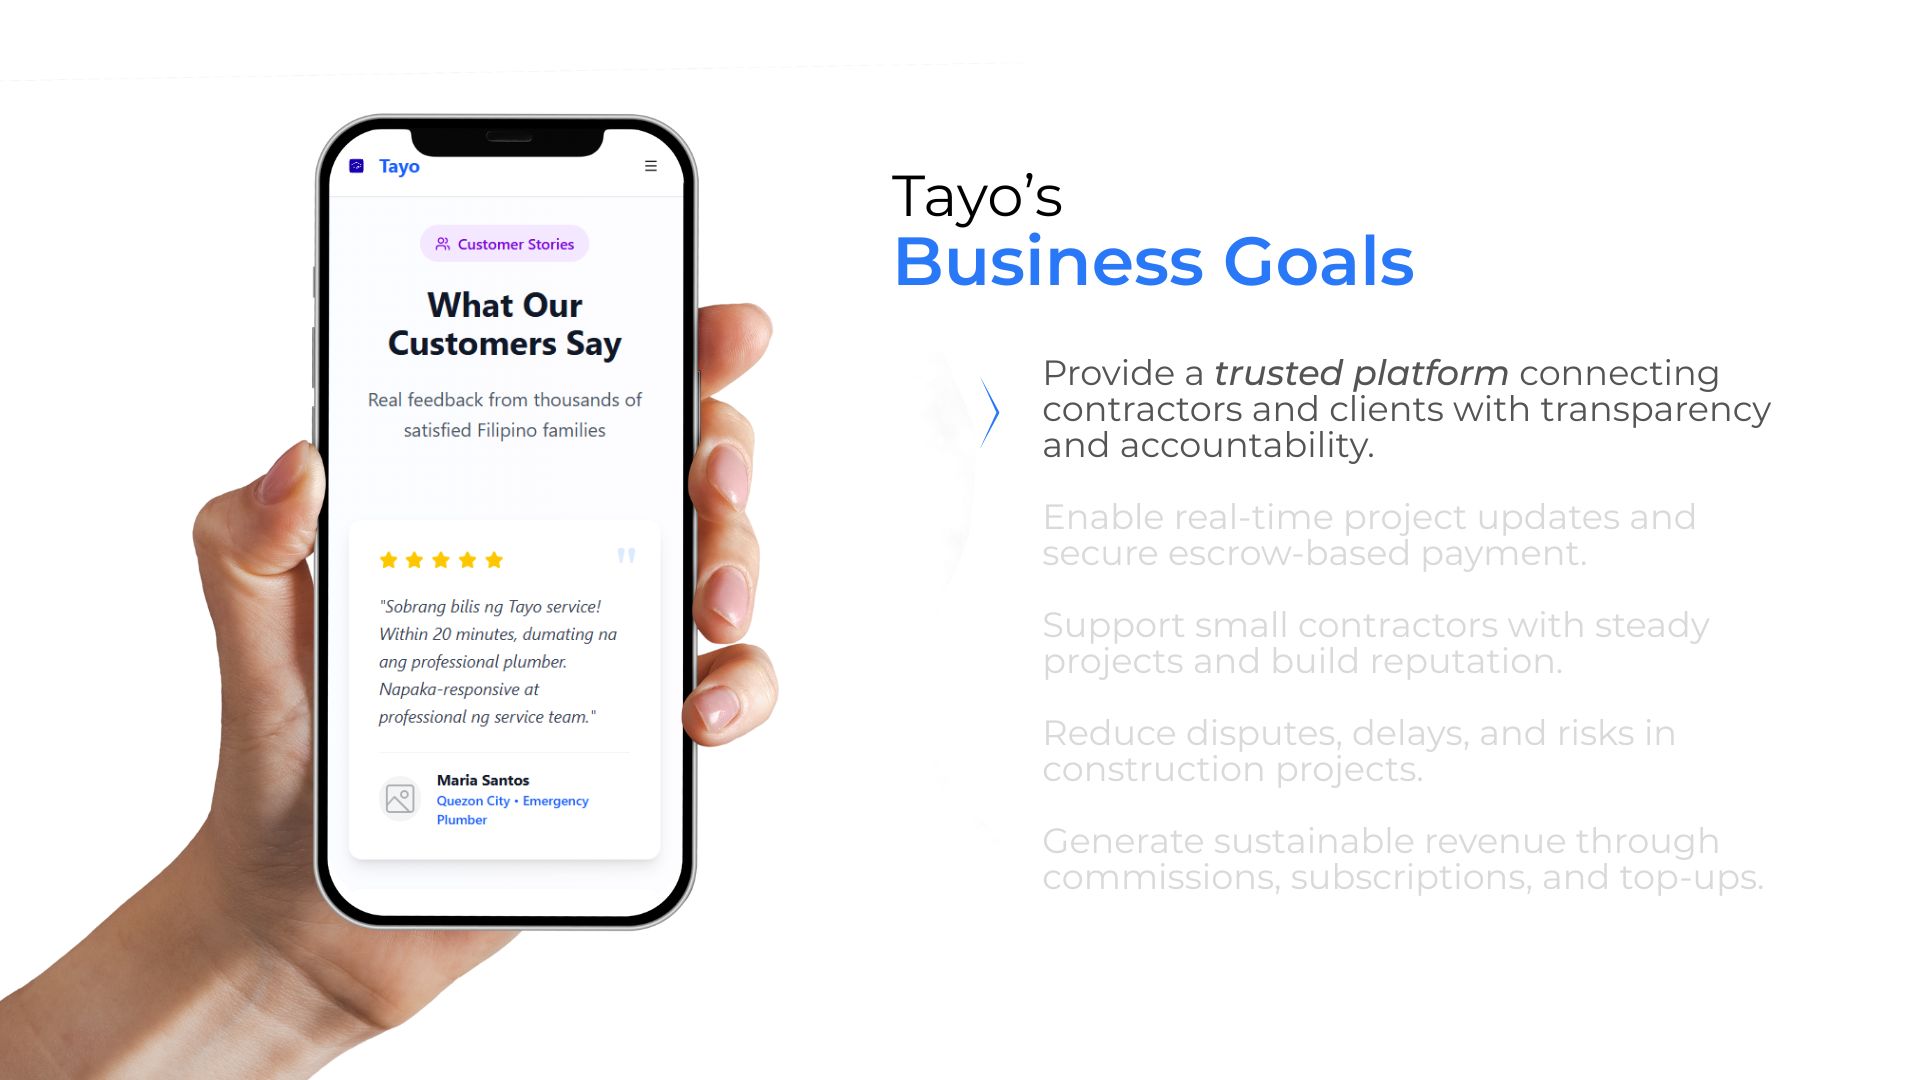 Tayo
Customer Stories
What Our
Customers Say
Real feedback from thousands of
satisfied Filipino families
"
"Sobrang bilis ng Tayo service!
Within 20 minutes, dumating na
ang professional plumber.
Napaka-responsive at
professional ng service team."
Maria Santos
Quezon City • Emergency
Plumber
Tayo’s
Business Goals
Provide a trusted platform connecting
contractors and clients with transparency
and accountability.
Enable real-time project updates and
secure escrow-based payment.
Support small contractors with steady
projects and build reputation.
Reduce disputes, delays, and risks in
construction projects.
Generate sustainable revenue through
commissions, subscriptions, and top-ups.